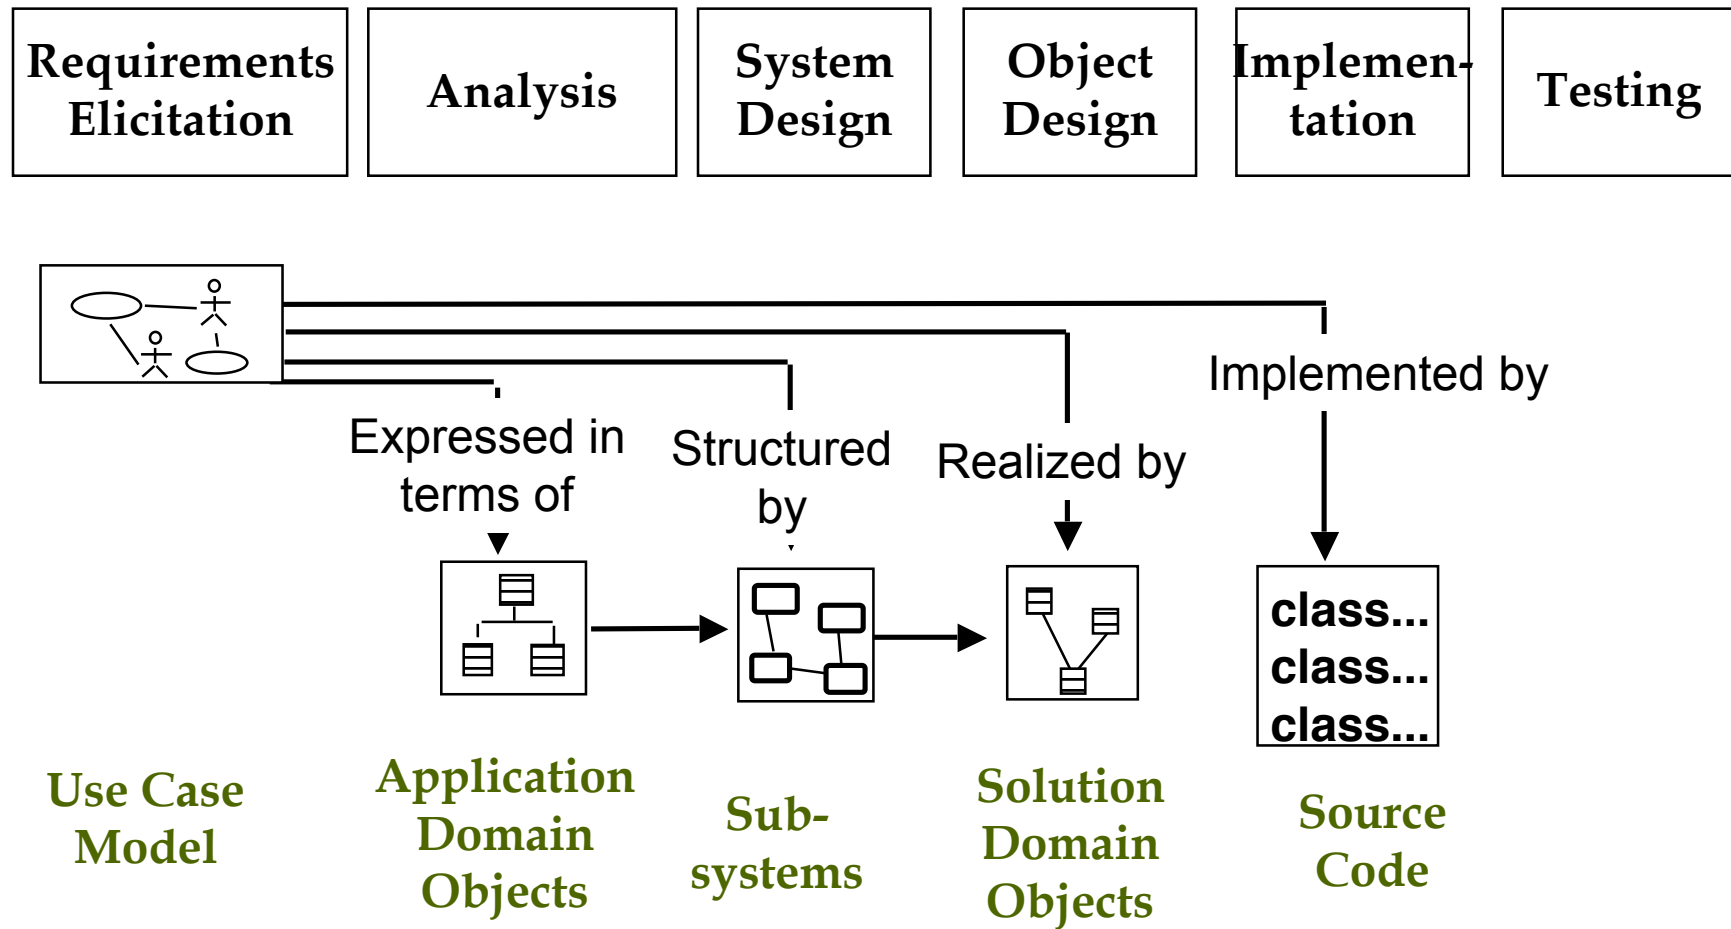 Requirements
Elicitation
Analysis
System
Design
Object
Design
Implemen-
tation
Testing
Expressed in
terms of
Structured
by
Realized by
Implemented by
class...
class...
class...
Use Case
Model
Application
Domain
Objects
Sub-
systems
Solution
Domain
Objects
Source
Code